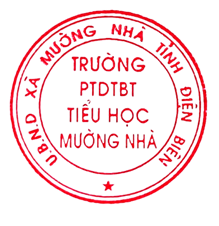 U.B.N.D XÃ MƯỜNG NHÀ TỈNH ĐIỆN BIÊN
TRƯỜNG
PTDTBT
TIỂU HỌC
MƯỜNG NHÀ